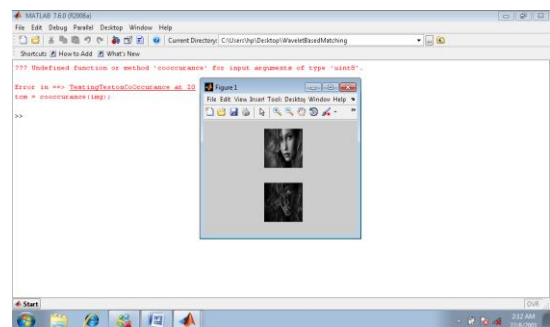 MATLAB 7.6.0 (R2008a)
File Edit Debug Parallel Desktop Window Help
Current Directory: C:\Users\hp\Desktop\WaveletBasedMatching
Shortcuts How to Add What's New
??? Undefined function or method 'cooccurance' for input arguments of type 'uint8'.
Error in ==> TestingTextonCoOccurance at 20
tcm = cooccurance(img);
>>
Figure 1
File Edit View Insert Tools Desktop Window Help
Start
OVR
2:12 AM